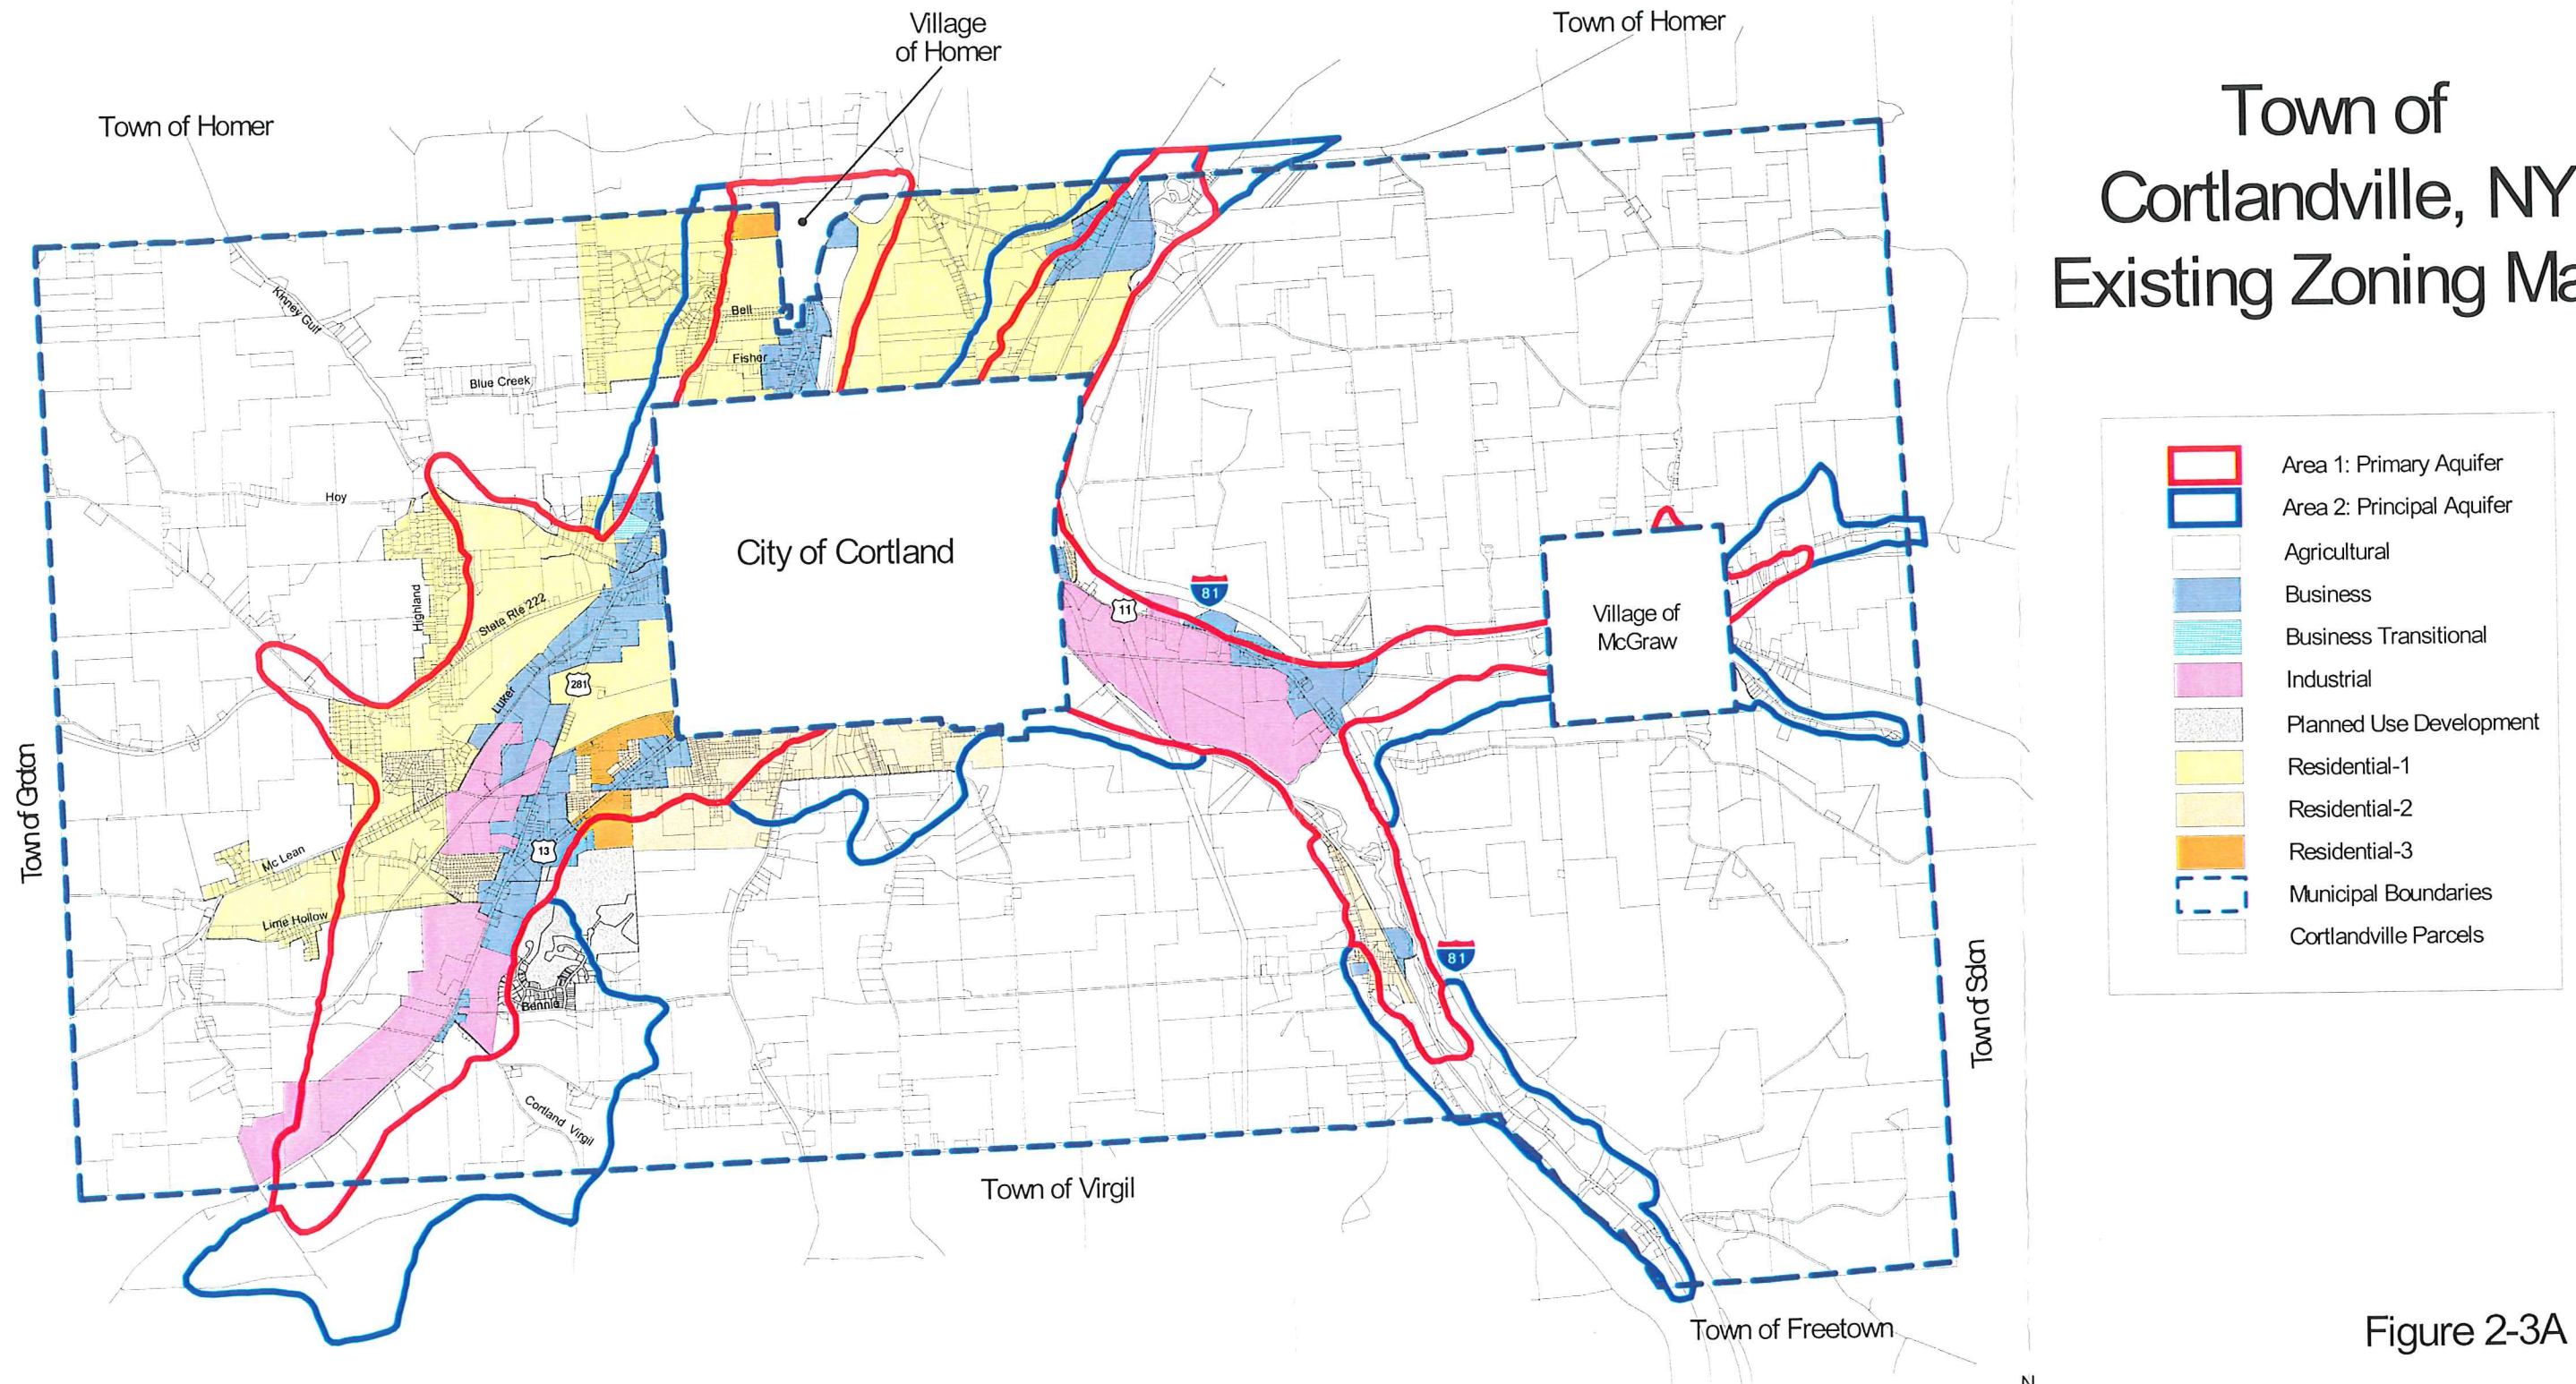 Village
of Homer
Town of Homer
Town of Homer
Town of
Cortlandville, NY
Existing Zoning Ma
Kinney Gulf
Bell
Fisher
Blue Creek
Hoy
Highland
State Rte 222
City of Cortland
81
11
Village of
McGraw
281
Luker
Mc Lean
13
Lime Hollow
Bennie
81
Cortland Virgil
Town of Groton
Town of Solon
Town of Virgil
Town of Freetown
Area 1: Primary Aquifer
Area 2: Principal Aquifer
Agricultural
Business
Business Transitional
Industrial
Planned Use Development
Residential-1
Residential-2
Residential-3
Municipal Boundaries
Cortlandville Parcels
Figure 2-3A
N